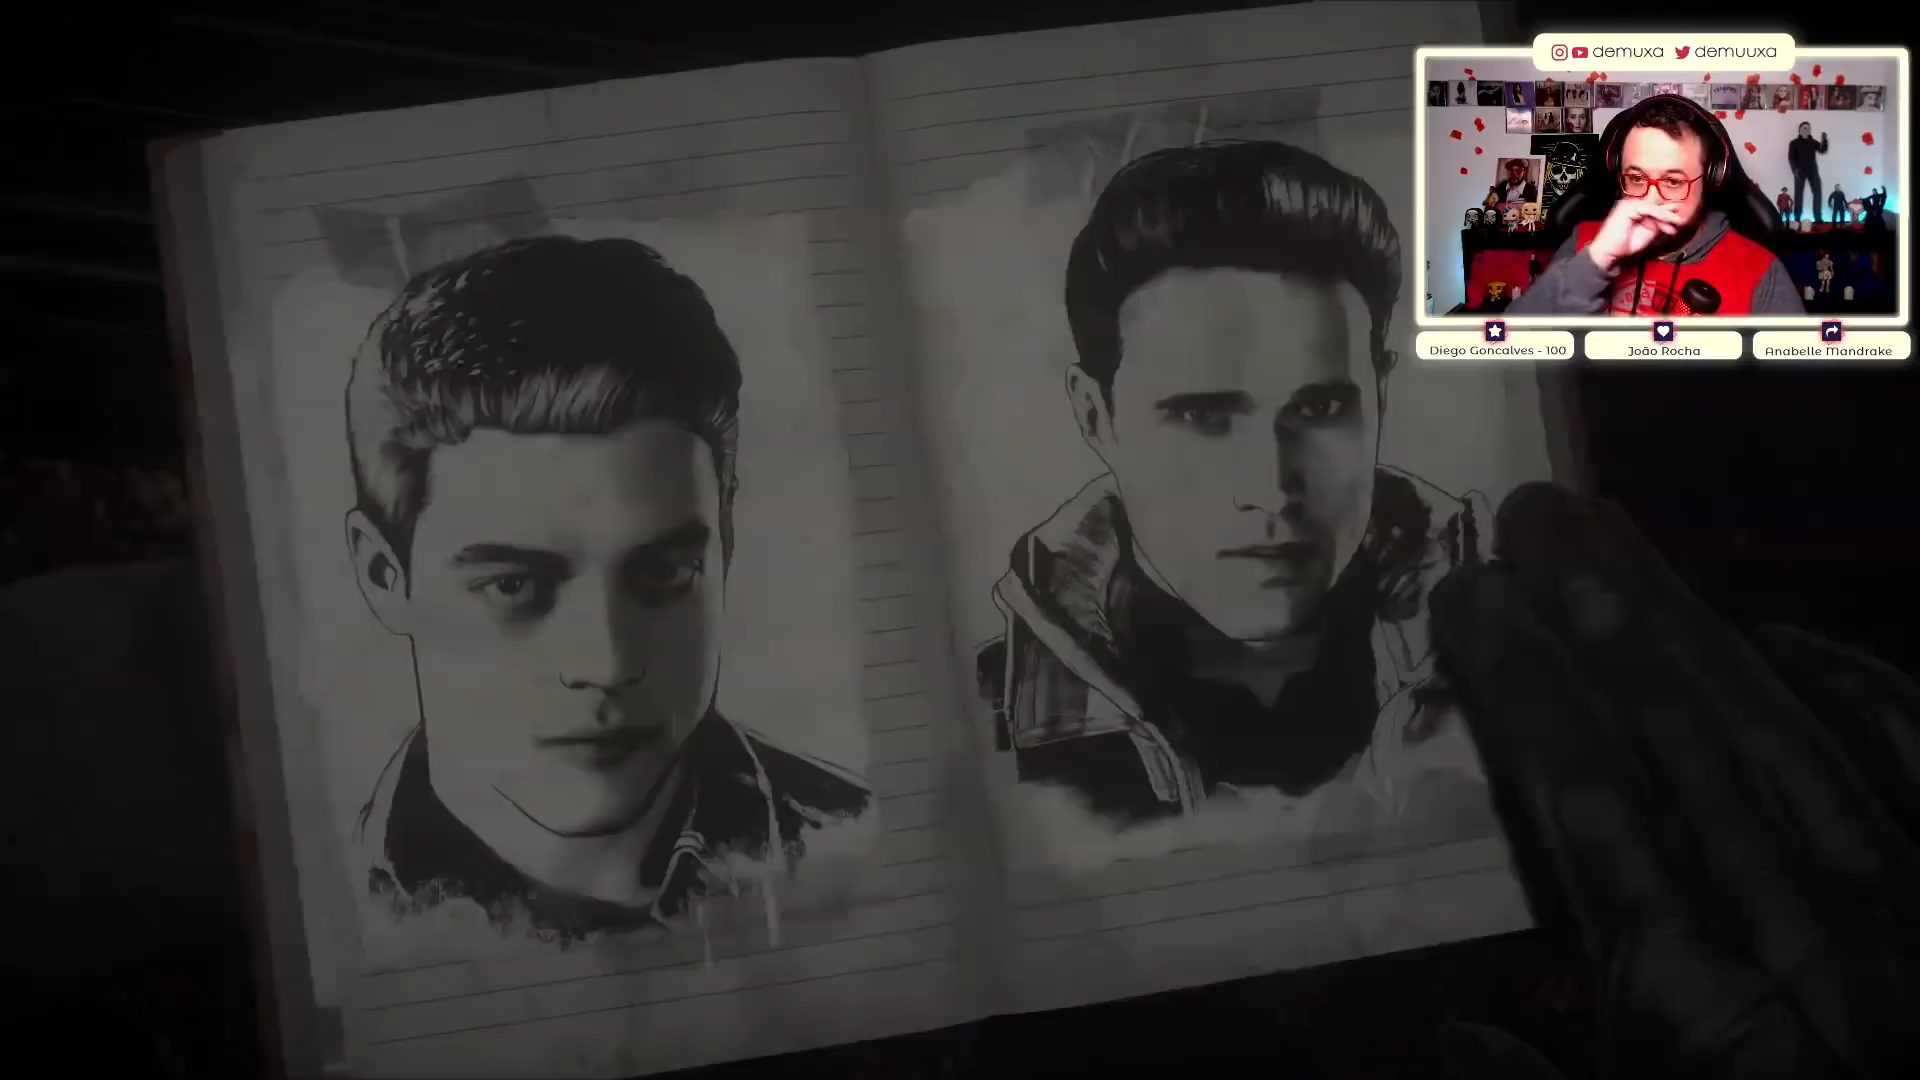 demuxa demuuxa
Diego Goncalves - 100
João Rocha
Anabelle Mandrake